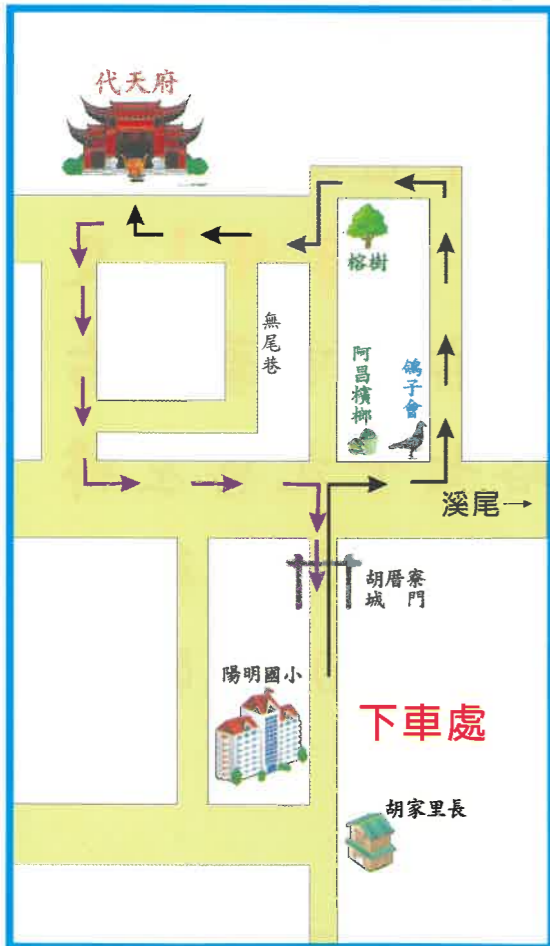 代天府
榕樹
無尾巷
阿昌檳榔
鴿子會
溪尾→
胡厝寮
城 門
陽明國小
下車處
胡家里長